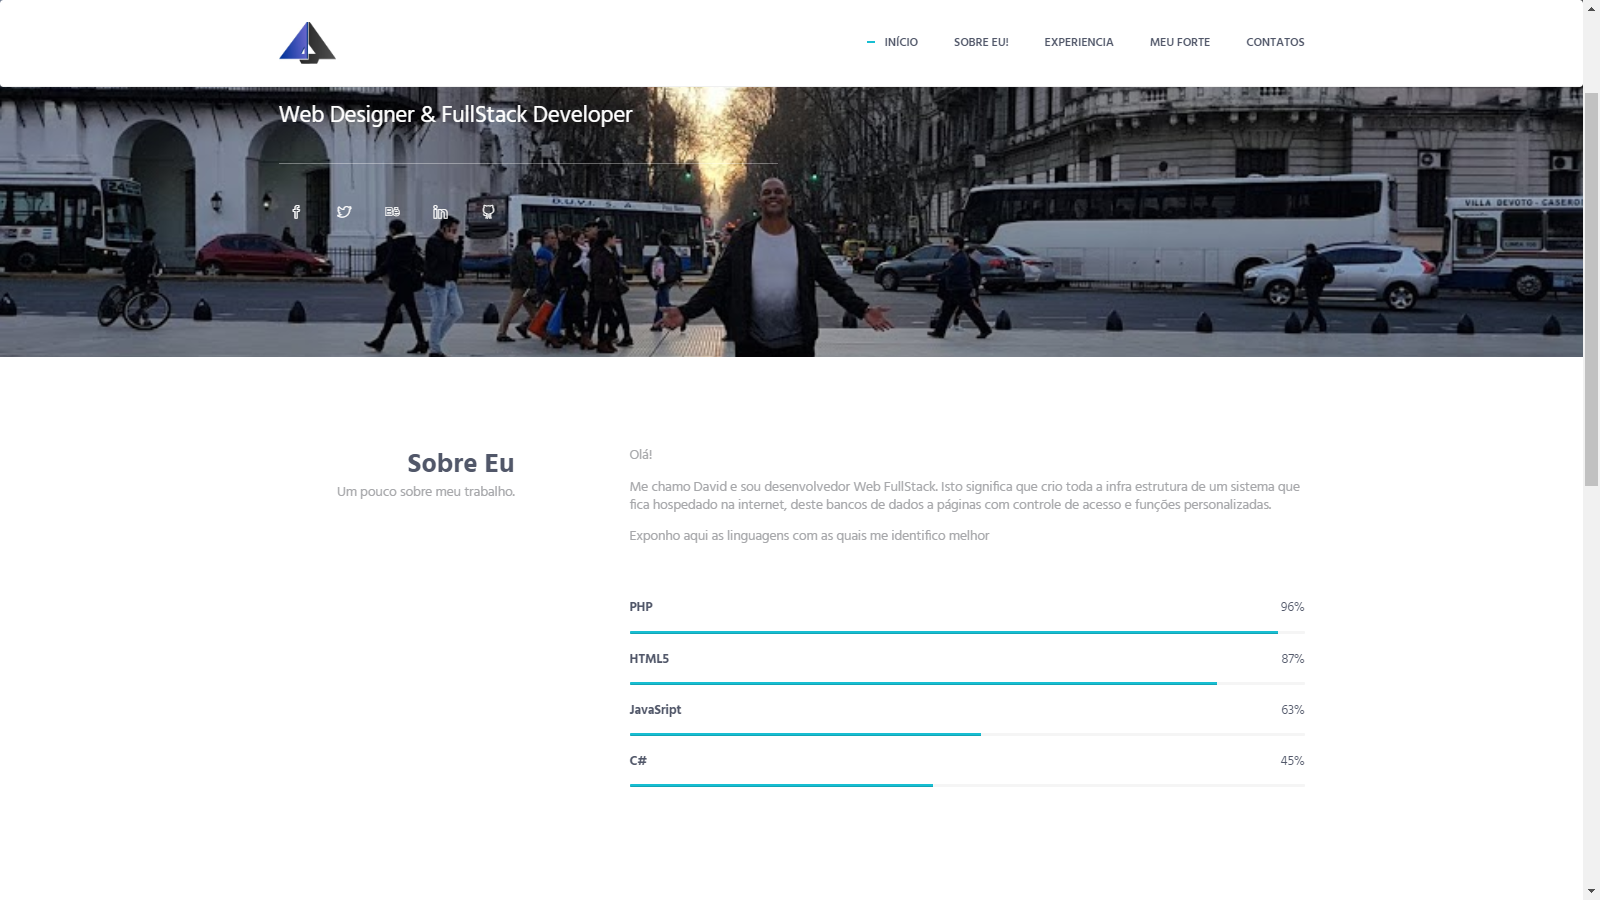 INÍCIO
SOBRE EU!
EXPERIENCIA
MEU FORTE
CONTATOS
Web Designer & FullStack Developer
D.U.V.I. S. A.
VILLA DEVOTO - CASEROS
Sobre Eu
Um pouco sobre meu trabalho.
Olá!
Me chamo David e sou desenvolvedor Web FullStack. Isto significa que crio toda a infra estrutura de um sistema que
fica hospedado na internet, deste bancos de dados a páginas com controle de acesso e funções personalizadas.
Exponho aqui as linguagens com as quais me identifico melhor
PHP 96%
HTML5 87%
JavaSript 63%
C# 45%